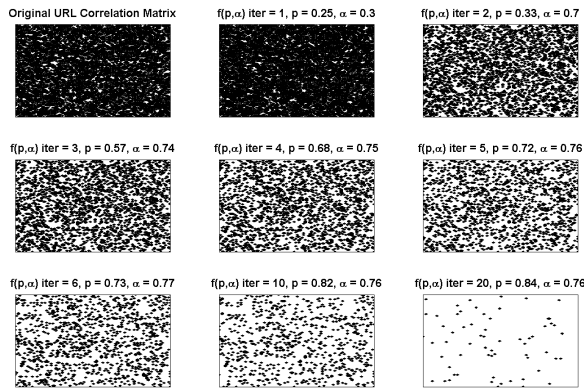 Original URL Correlation Matrix
f(p,α) iter = 1, p = 0.25, α = 0.3
f(p,α) iter = 2, p = 0.33, α = 0.7
f(p,α) iter = 3, p = 0.57, α = 0.74
f(p,α) iter = 4, p = 0.68, α = 0.75
f(p,α) iter = 5, p = 0.72, α = 0.76
f(p,α) iter = 6, p = 0.73, α = 0.77
f(p,α) iter = 10, p = 0.82, α = 0.76
f(p,α) iter = 20, p = 0.84, α = 0.76